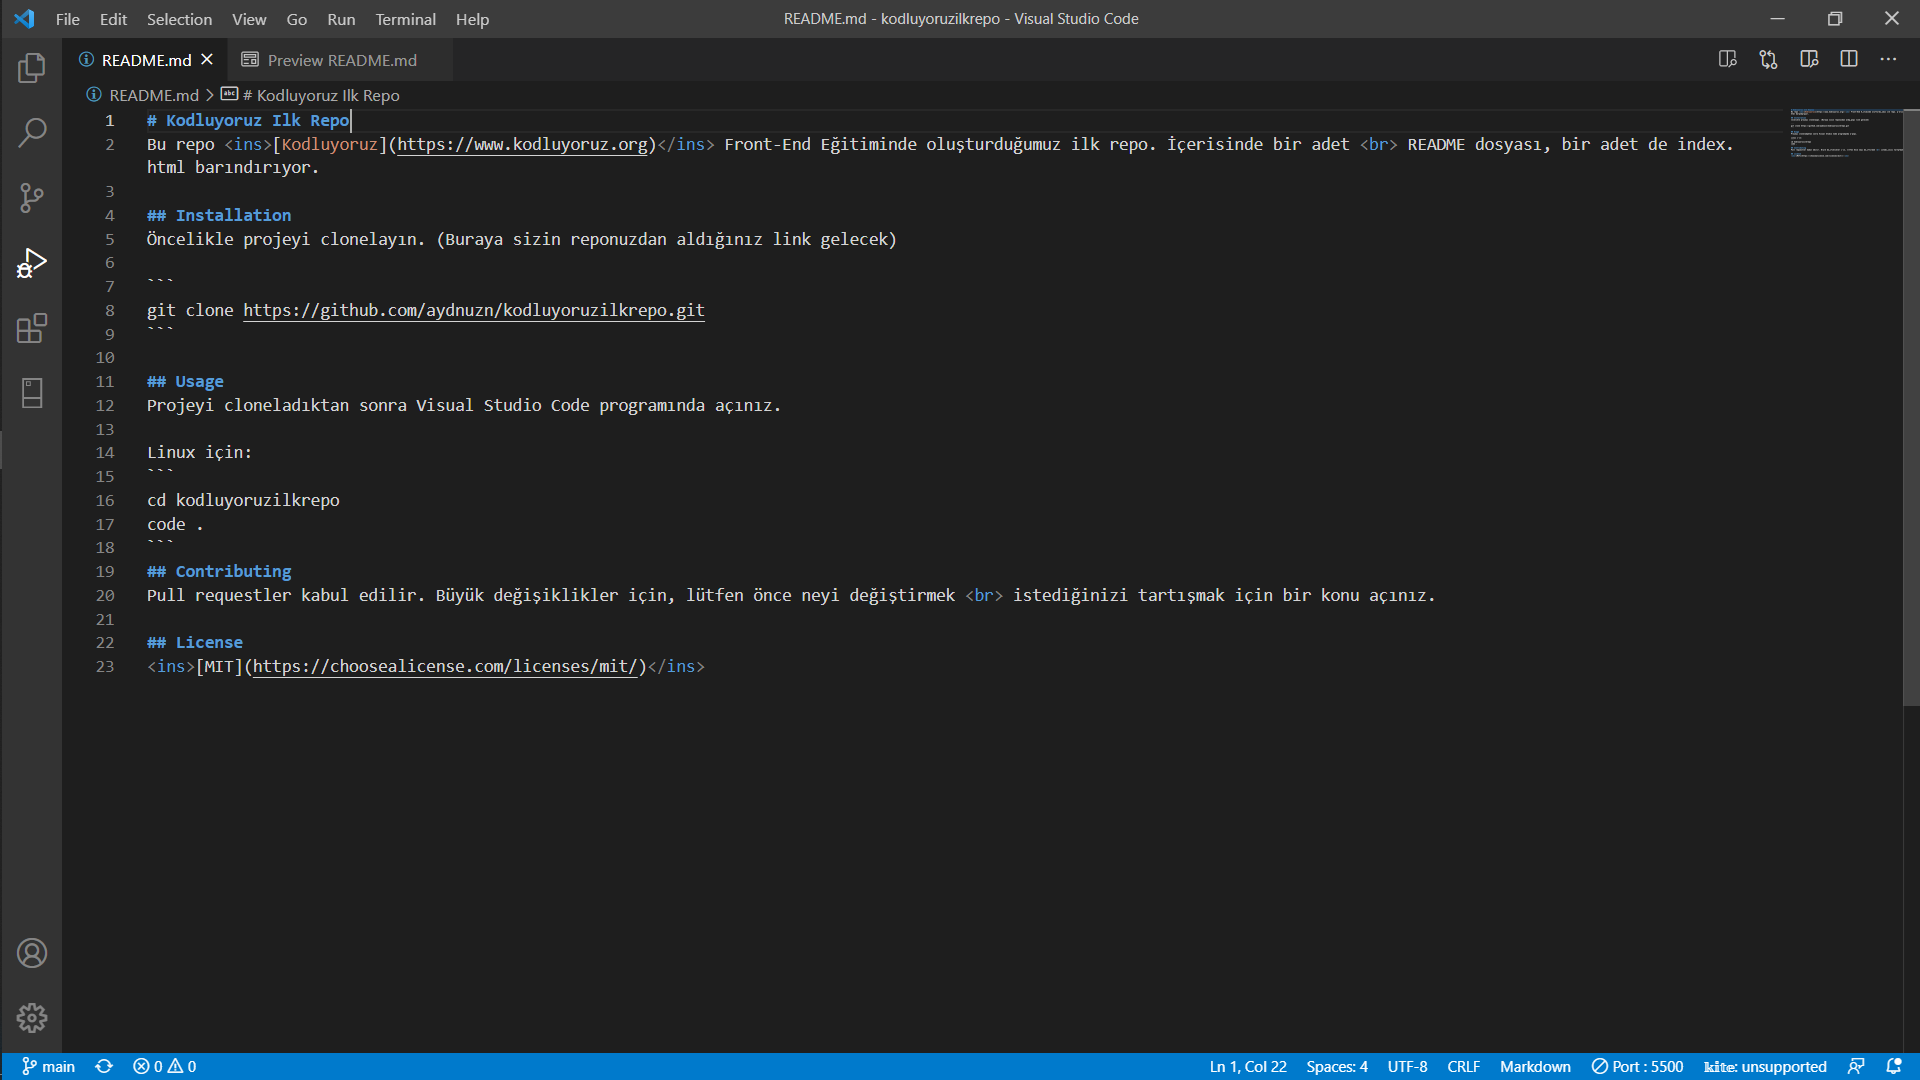 File Edit Selection View Go Run Terminal Help
README.md - kodluyoruzilkrepo - Visual Studio Code
README.md
Preview README.md
README.md > # Kodluyoruz Ilk Repo
1 # Kodluyoruz Ilk Repo
2 Bu repo <ins>[Kodluyoruz](https://www.kodluyoruz.org)</ins> Front-End Eğitiminde oluşturduğumuz ilk repo. İçerisinde bir adet <br> README dosyası, bir adet de index.
html barındırıyor.
3
4 ## Installation
5 Öncelikle projeyi clonelayın. (Buraya sizin reponuzdan aldığınız link gelecek)
6
7 ```
8 git clone https://github.com/aydnuzn/kodluyoruzilkrepo.git
9 ```
10
11 ## Usage
12 Projeyi cloneladıktan sonra Visual Studio Code programında açınız.
13
14 Linux için:
15 ```
16 cd kodluyoruzilkrepo
17 code .
18 ```
19 ## Contributing
20 Pull requestler kabul edilir. Büyük değişiklikler için, lütfen önce neyi değiştirmek <br> istediğinizi tartışmak için bir konu açınız.
21
22 ## License
23 <ins>[MIT](https://choosealicense.com/licenses/mit/)</ins>
main 0 0 Ln 1, Col 22 Spaces: 4 UTF-8 CRLF Markdown Port : 5500 kite: unsupported